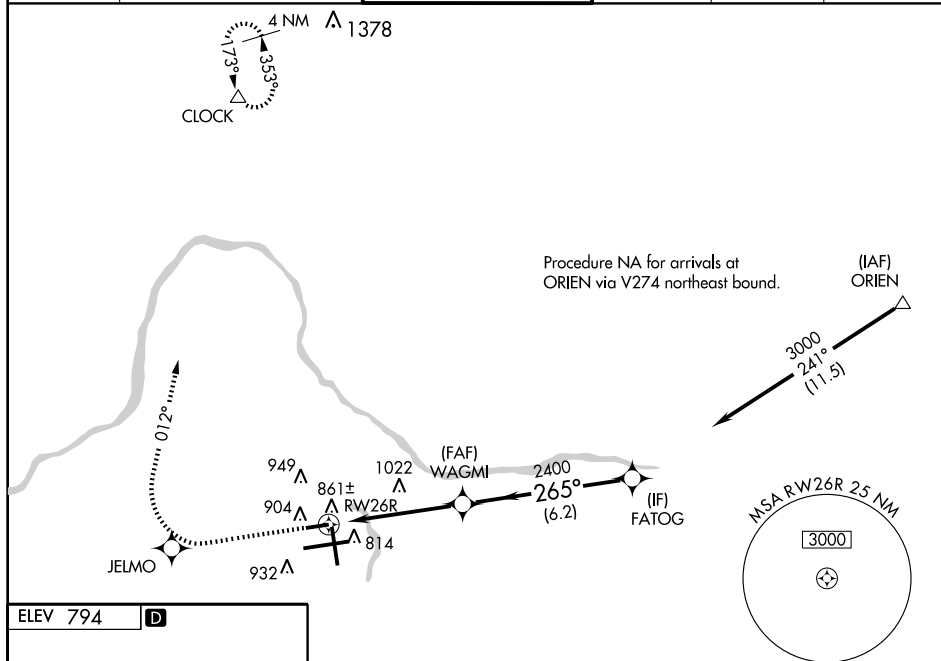 4 NM
1378
173°
353°
CLOCK
Procedure NA for arrivals at
ORIEN via V274 northeast bound.
(IAF)
ORIEN
3000
241°
(11.5)
012°
949
1022
(FAF)
WAGMI
2400
265°
(6.2)
(IF)
FATOG
904
861±
RW26R
814
932
JELMO
MSA RW26R 25 NM
3000
ELEV 794
D